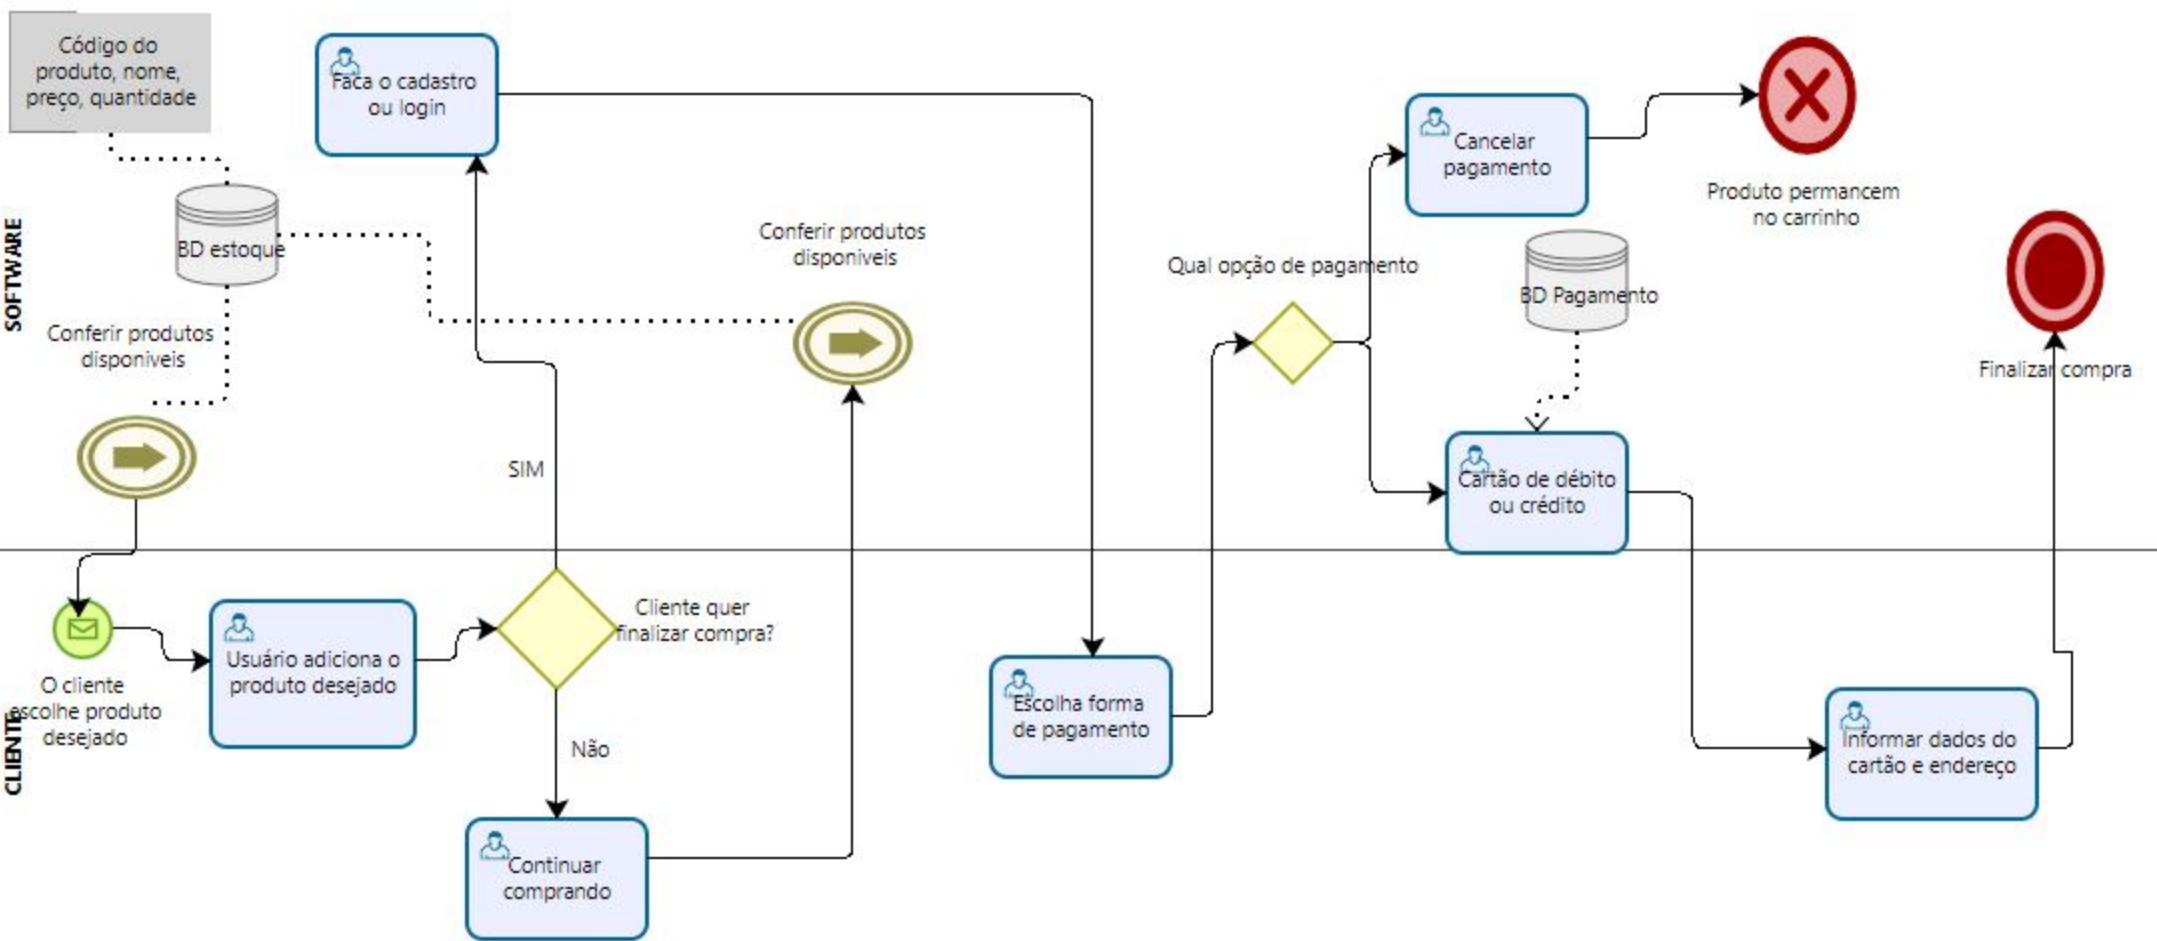 Código do
produto, nome,
preço, quantidade
Faca o cadastro
ou login
Cancelar
pagamento
Produto permancem
no carrinho
SOFTWARE
BD estoque
Conferir produtos
disponiveis
Conferir produtos
disponiveis
Qual opção de pagamento
BD Pagamento
Finalizar compra
SIM
Cartão de débito
ou crédito
CLIENTE
O cliente
escolhe produto
desejado
Usuário adiciona o
produto desejado
Cliente quer
finalizar compra?
Não
Continuar
comprando
Escolha forma
de pagamento
Informar dados do
cartão e endereço